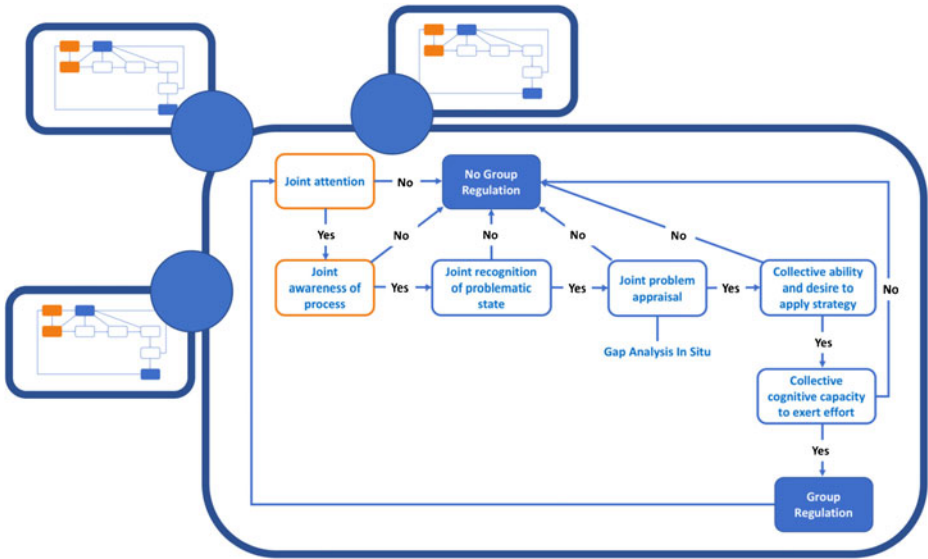 Joint attention
No
No Group
Regulation
Yes
No
No
No
No
Joint
awareness of
process
Yes
Joint recognition
of problematic
state
Yes
Joint problem
appraisal
Yes
Collective ability
and desire to
apply strategy
No
Gap Analysis In Situ
Yes
Collective
cognitive capacity
to exert effort
Yes
Group
Regulation